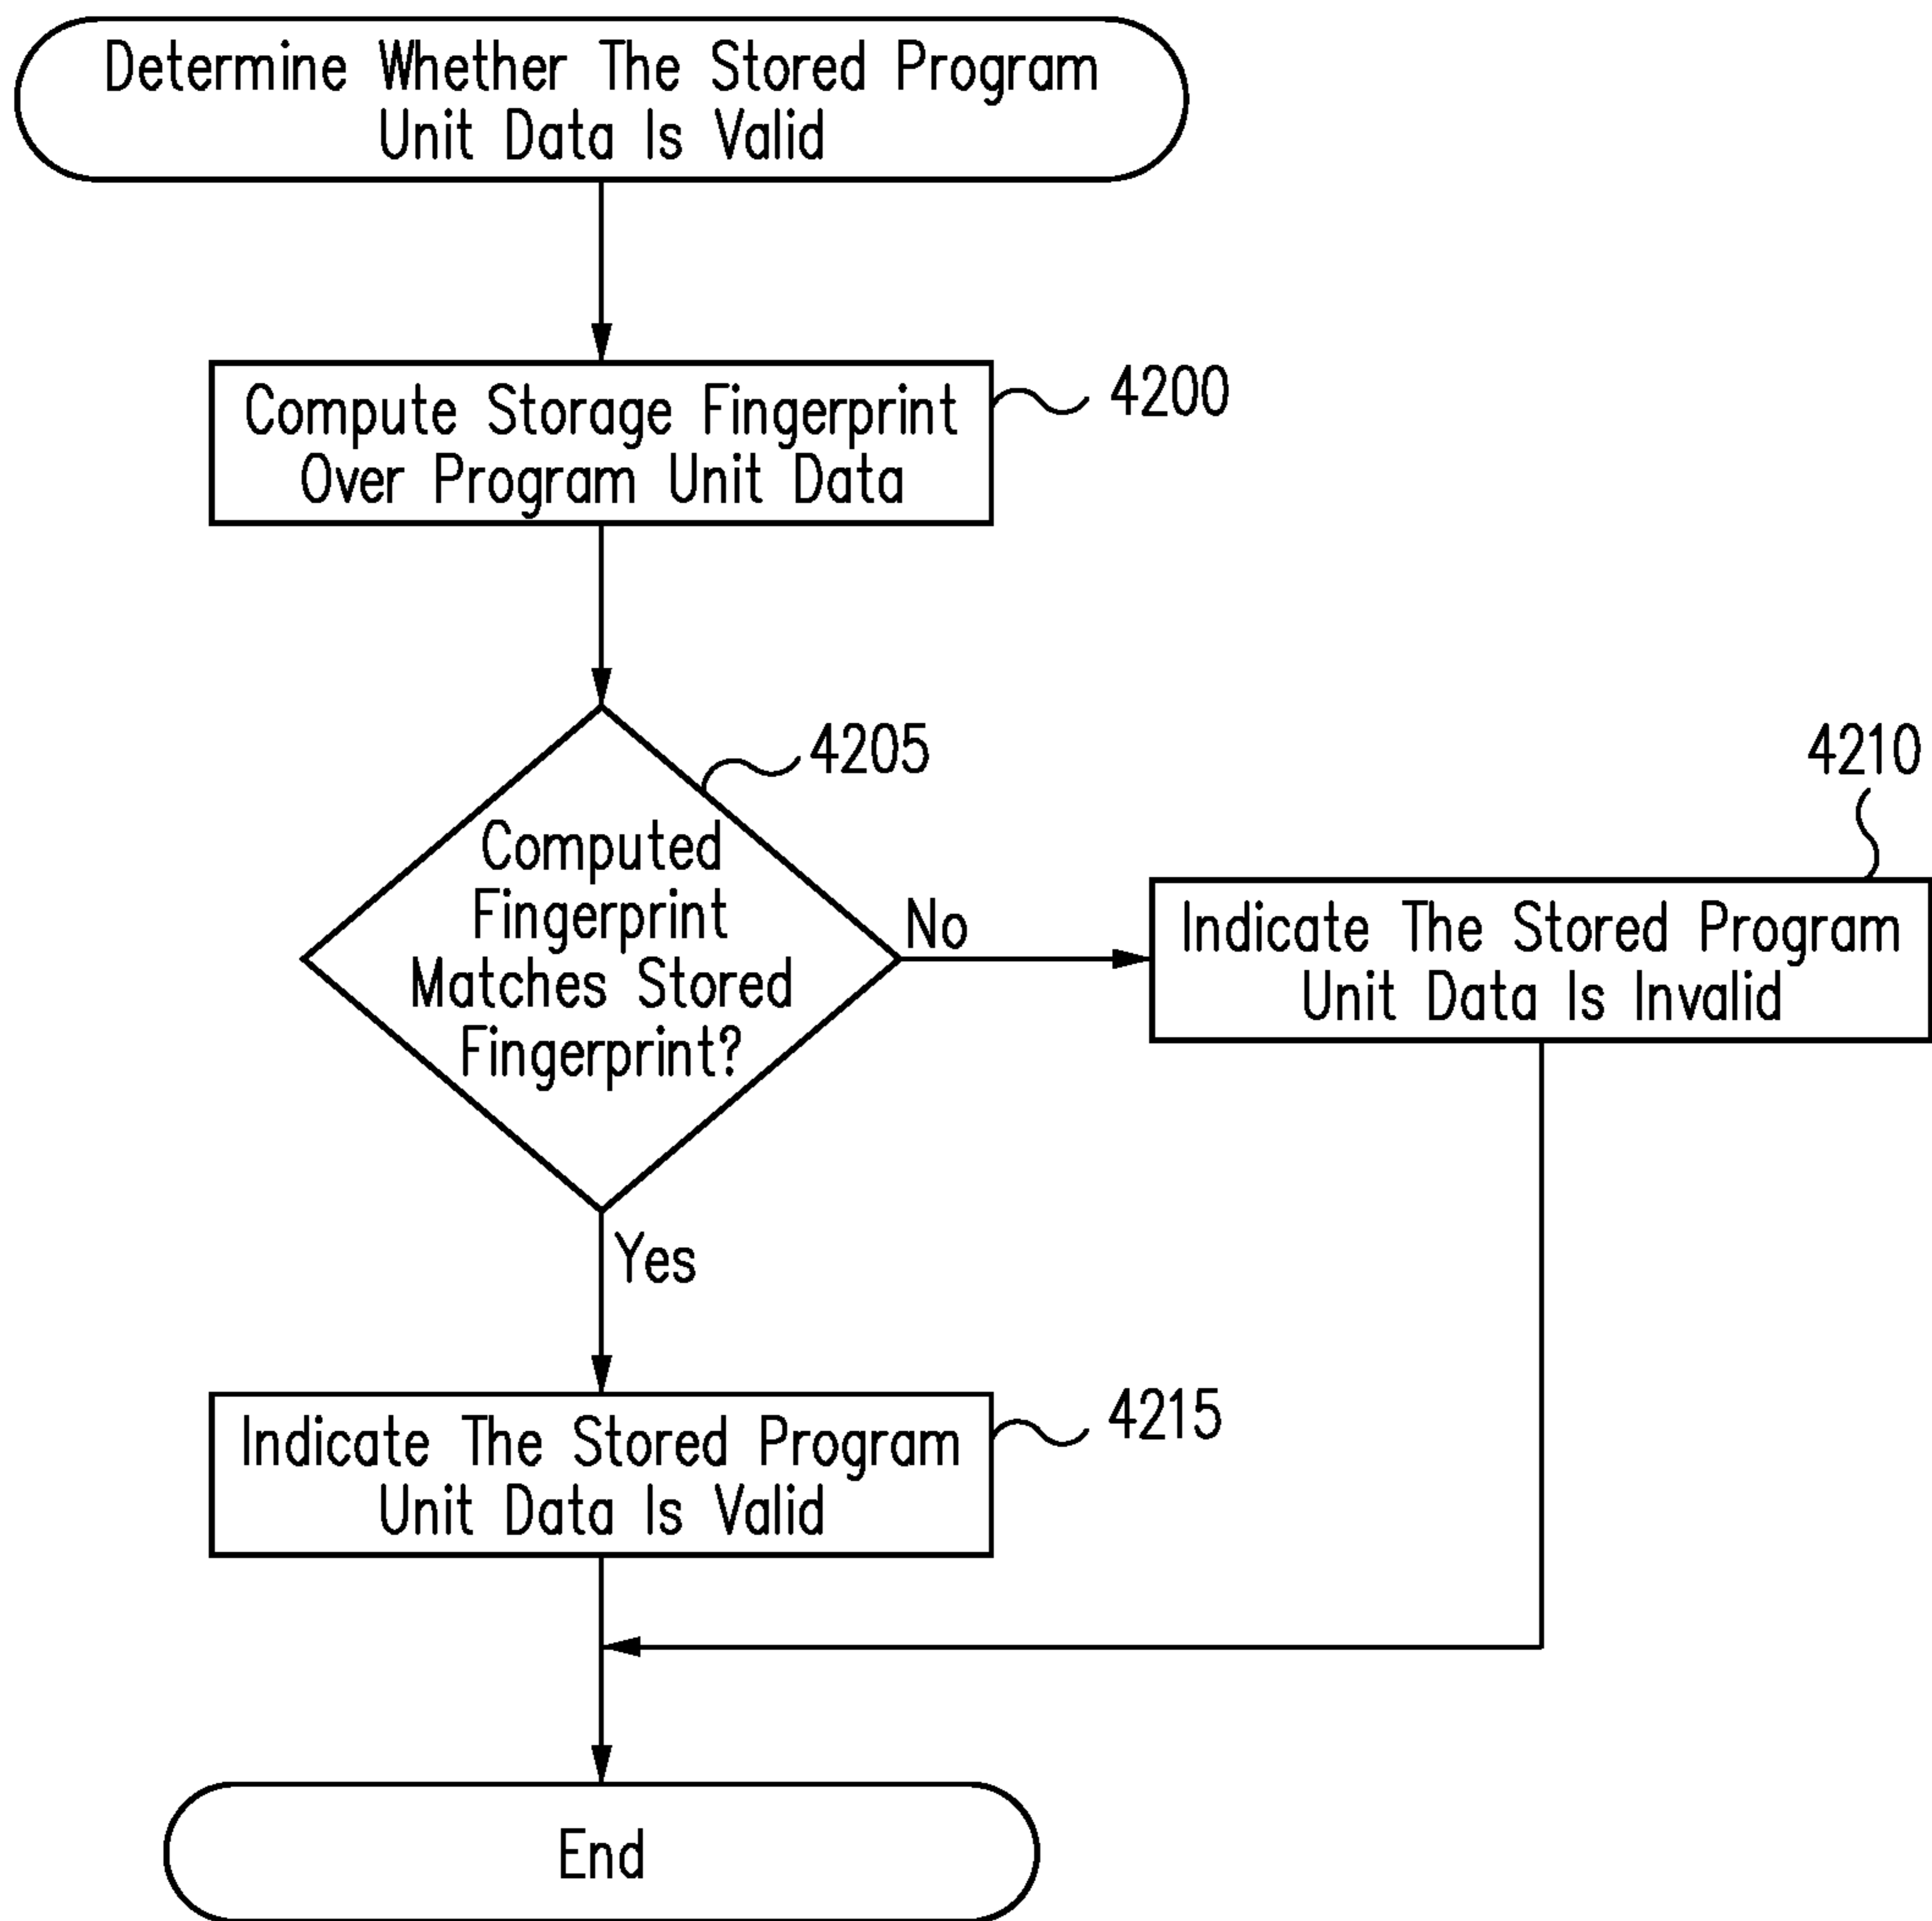 Determine Whether The Stored Program
Unit Data Is Valid
Compute Storage Fingerprint
Over Program Unit Data
4200
4205
Computed
Fingerprint
Matches Stored
Fingerprint?
No
4210
Indicate The Stored Program
Unit Data Is Invalid
Yes
Indicate The Stored Program
Unit Data Is Valid
4215
End